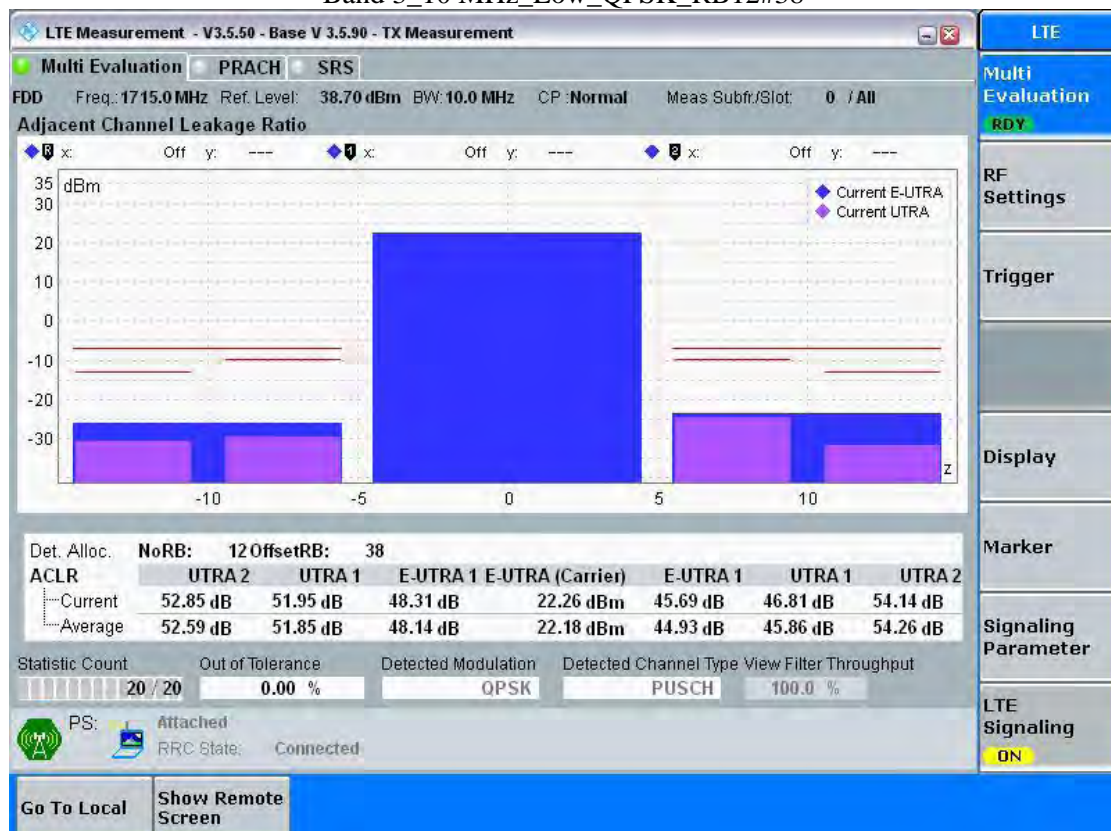 LTE Measurement - V3.5.50 - Base V 3.5.90 - TX Measurement
LTE
Multi Evaluation PRACH SRS
FDD Freq.: 1715.0 MHz Ref. Level: 38.70 dBm BW: 10.0 MHz CP :Normal Meas Subfr./Slot: 0 / All
Adjacent Channel Leakage Ratio
R x: Off y: --- 1 x: Off y: --- 2 x: Off y: ---
35 dBm
30
20
10
0
-10
-20
-30
Current E-UTRA
Current UTRA
z
-10 -5 0 5 10
Det. Alloc. NoRB: 12 OffsetRB: 38
ACLR UTRA 2 UTRA 1 E-UTRA 1 E-UTRA (Carrier) E-UTRA 1 UTRA 1 UTRA 2
Current 52.85 dB 51.95 dB 48.31 dB 22.26 dBm 45.69 dB 46.81 dB 54.14 dB
Average 52.59 dB 51.85 dB 48.14 dB 22.18 dBm 44.93 dB 45.86 dB 54.26 dB
Statistic Count Out of Tolerance Detected Modulation Detected Channel Type View Filter Throughput
20 / 20 0.00 % QPSK PUSCH 100.0 %
PS: Attached
RRC State: Connected
Go To Local
Show Remote
Screen
Multi
Evaluation
RDY
RF
Settings
Trigger
Display
Marker
Signaling
Parameter
LTE
Signaling
ON